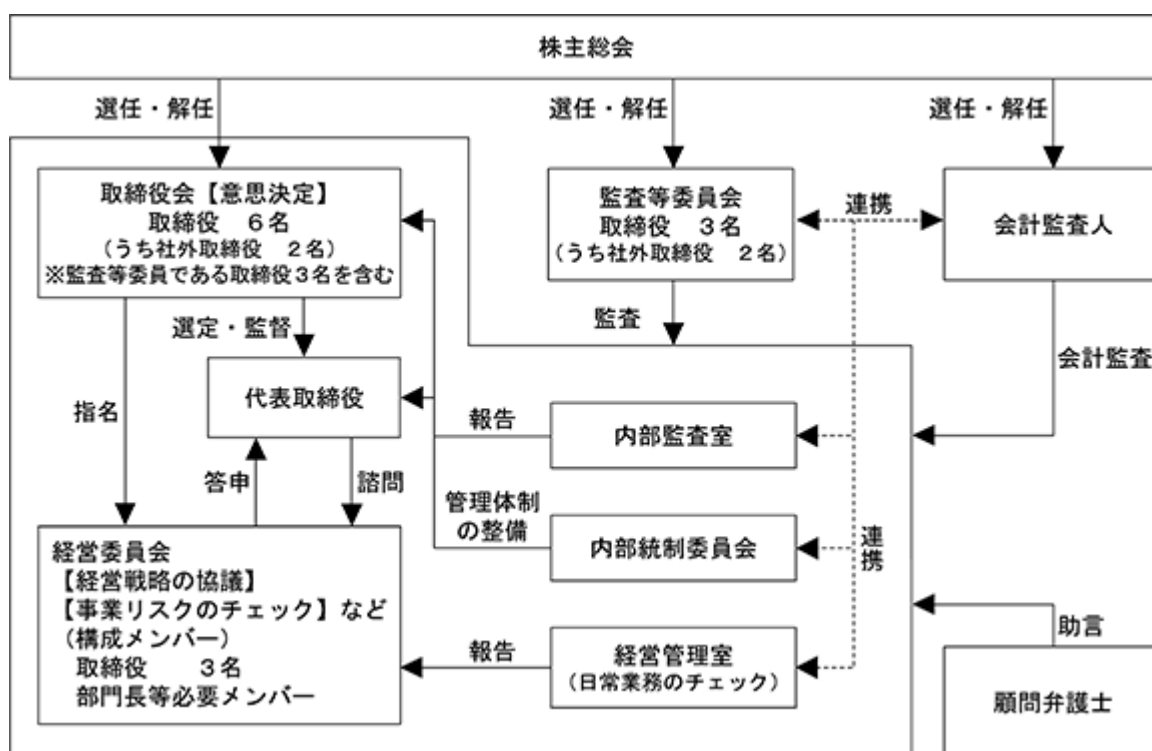 株主総会
選任・解任
選任・解任
選任・解任
取締役会【意思決定】
取締役　６名
（うち社外取締役　２名）
※監査等委員である取締役３名を含む
監査等委員会
取締役　３名
（うち社外取締役　２名）
連携
会計監査人
選定・監督
監査
会計監査
代表取締役
指名
報告
内部監査室
答申
諮問
管理体制
の整備
内部統制委員会
連携
経営委員会
【経営戦略の協議】
【事業リスクのチェック】など
（構成メンバー）
取締役　　３名
部門長等必要メンバー
報告
経営管理室
（日常業務のチェック）
助言
顧問弁護士